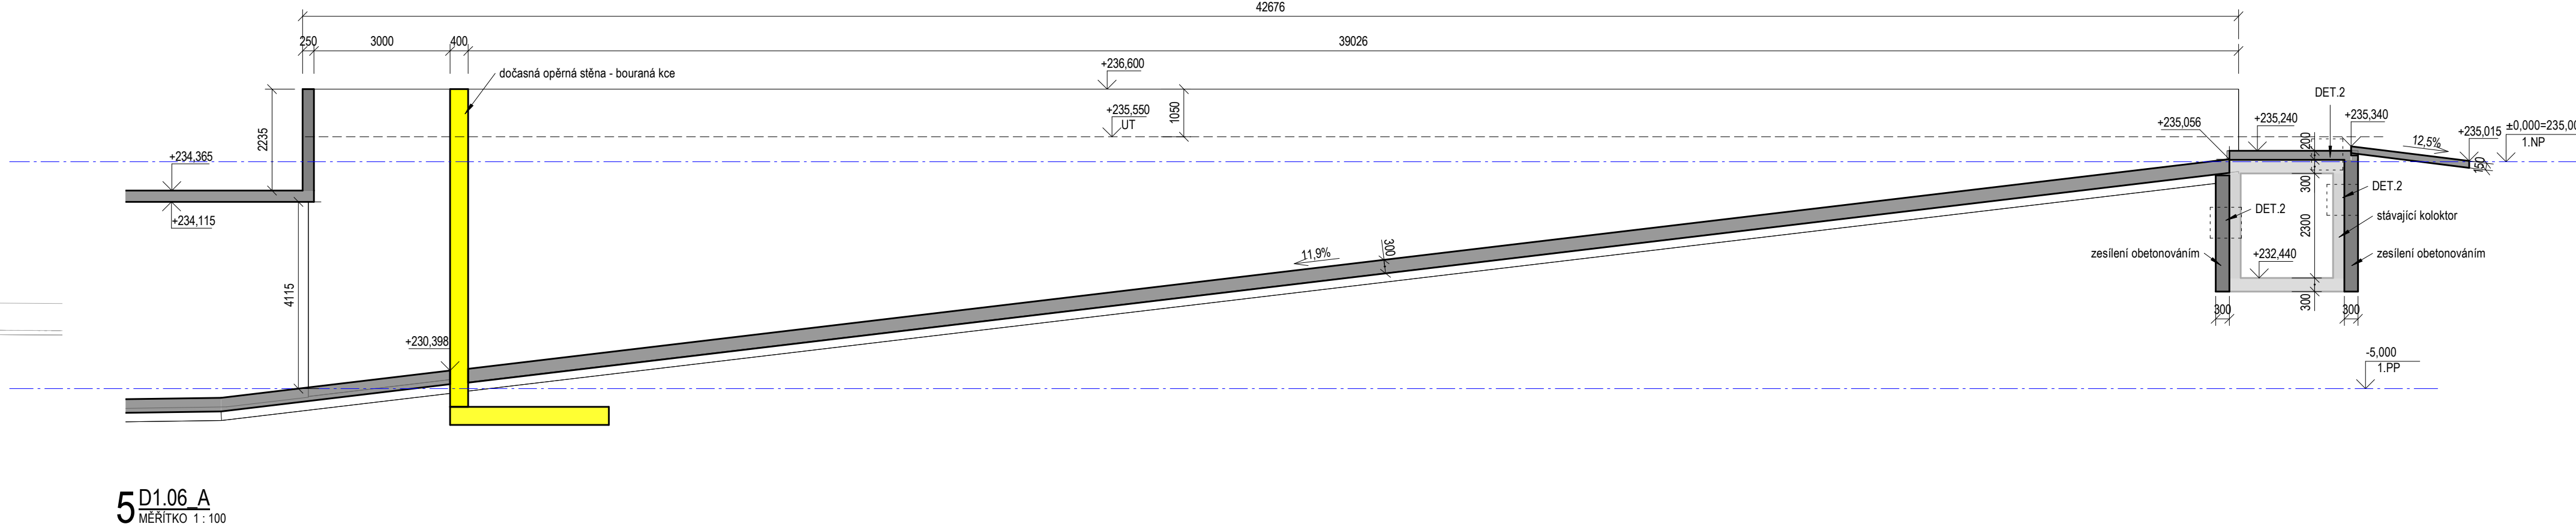 42676
250
3000
400
39026
dočasná opěrná stěna - bouraná kce
+236,600
+235,550
UT
1050
2235
+234,365
+234,115
4115
+230,398
11,9%
300
DET.2
+235,056
+235,240
+235,340
200
12,5%
+235,015
150
±0,000=235,00
1.NP
300
DET.2
DET.2
stávající koloktor
2300
zesílení obetonováním
+232,440
zesílení obetonováním
300
300
300
-5,000
1.PP
5 D1.06_A
MĚŘÍTKO 1 : 100